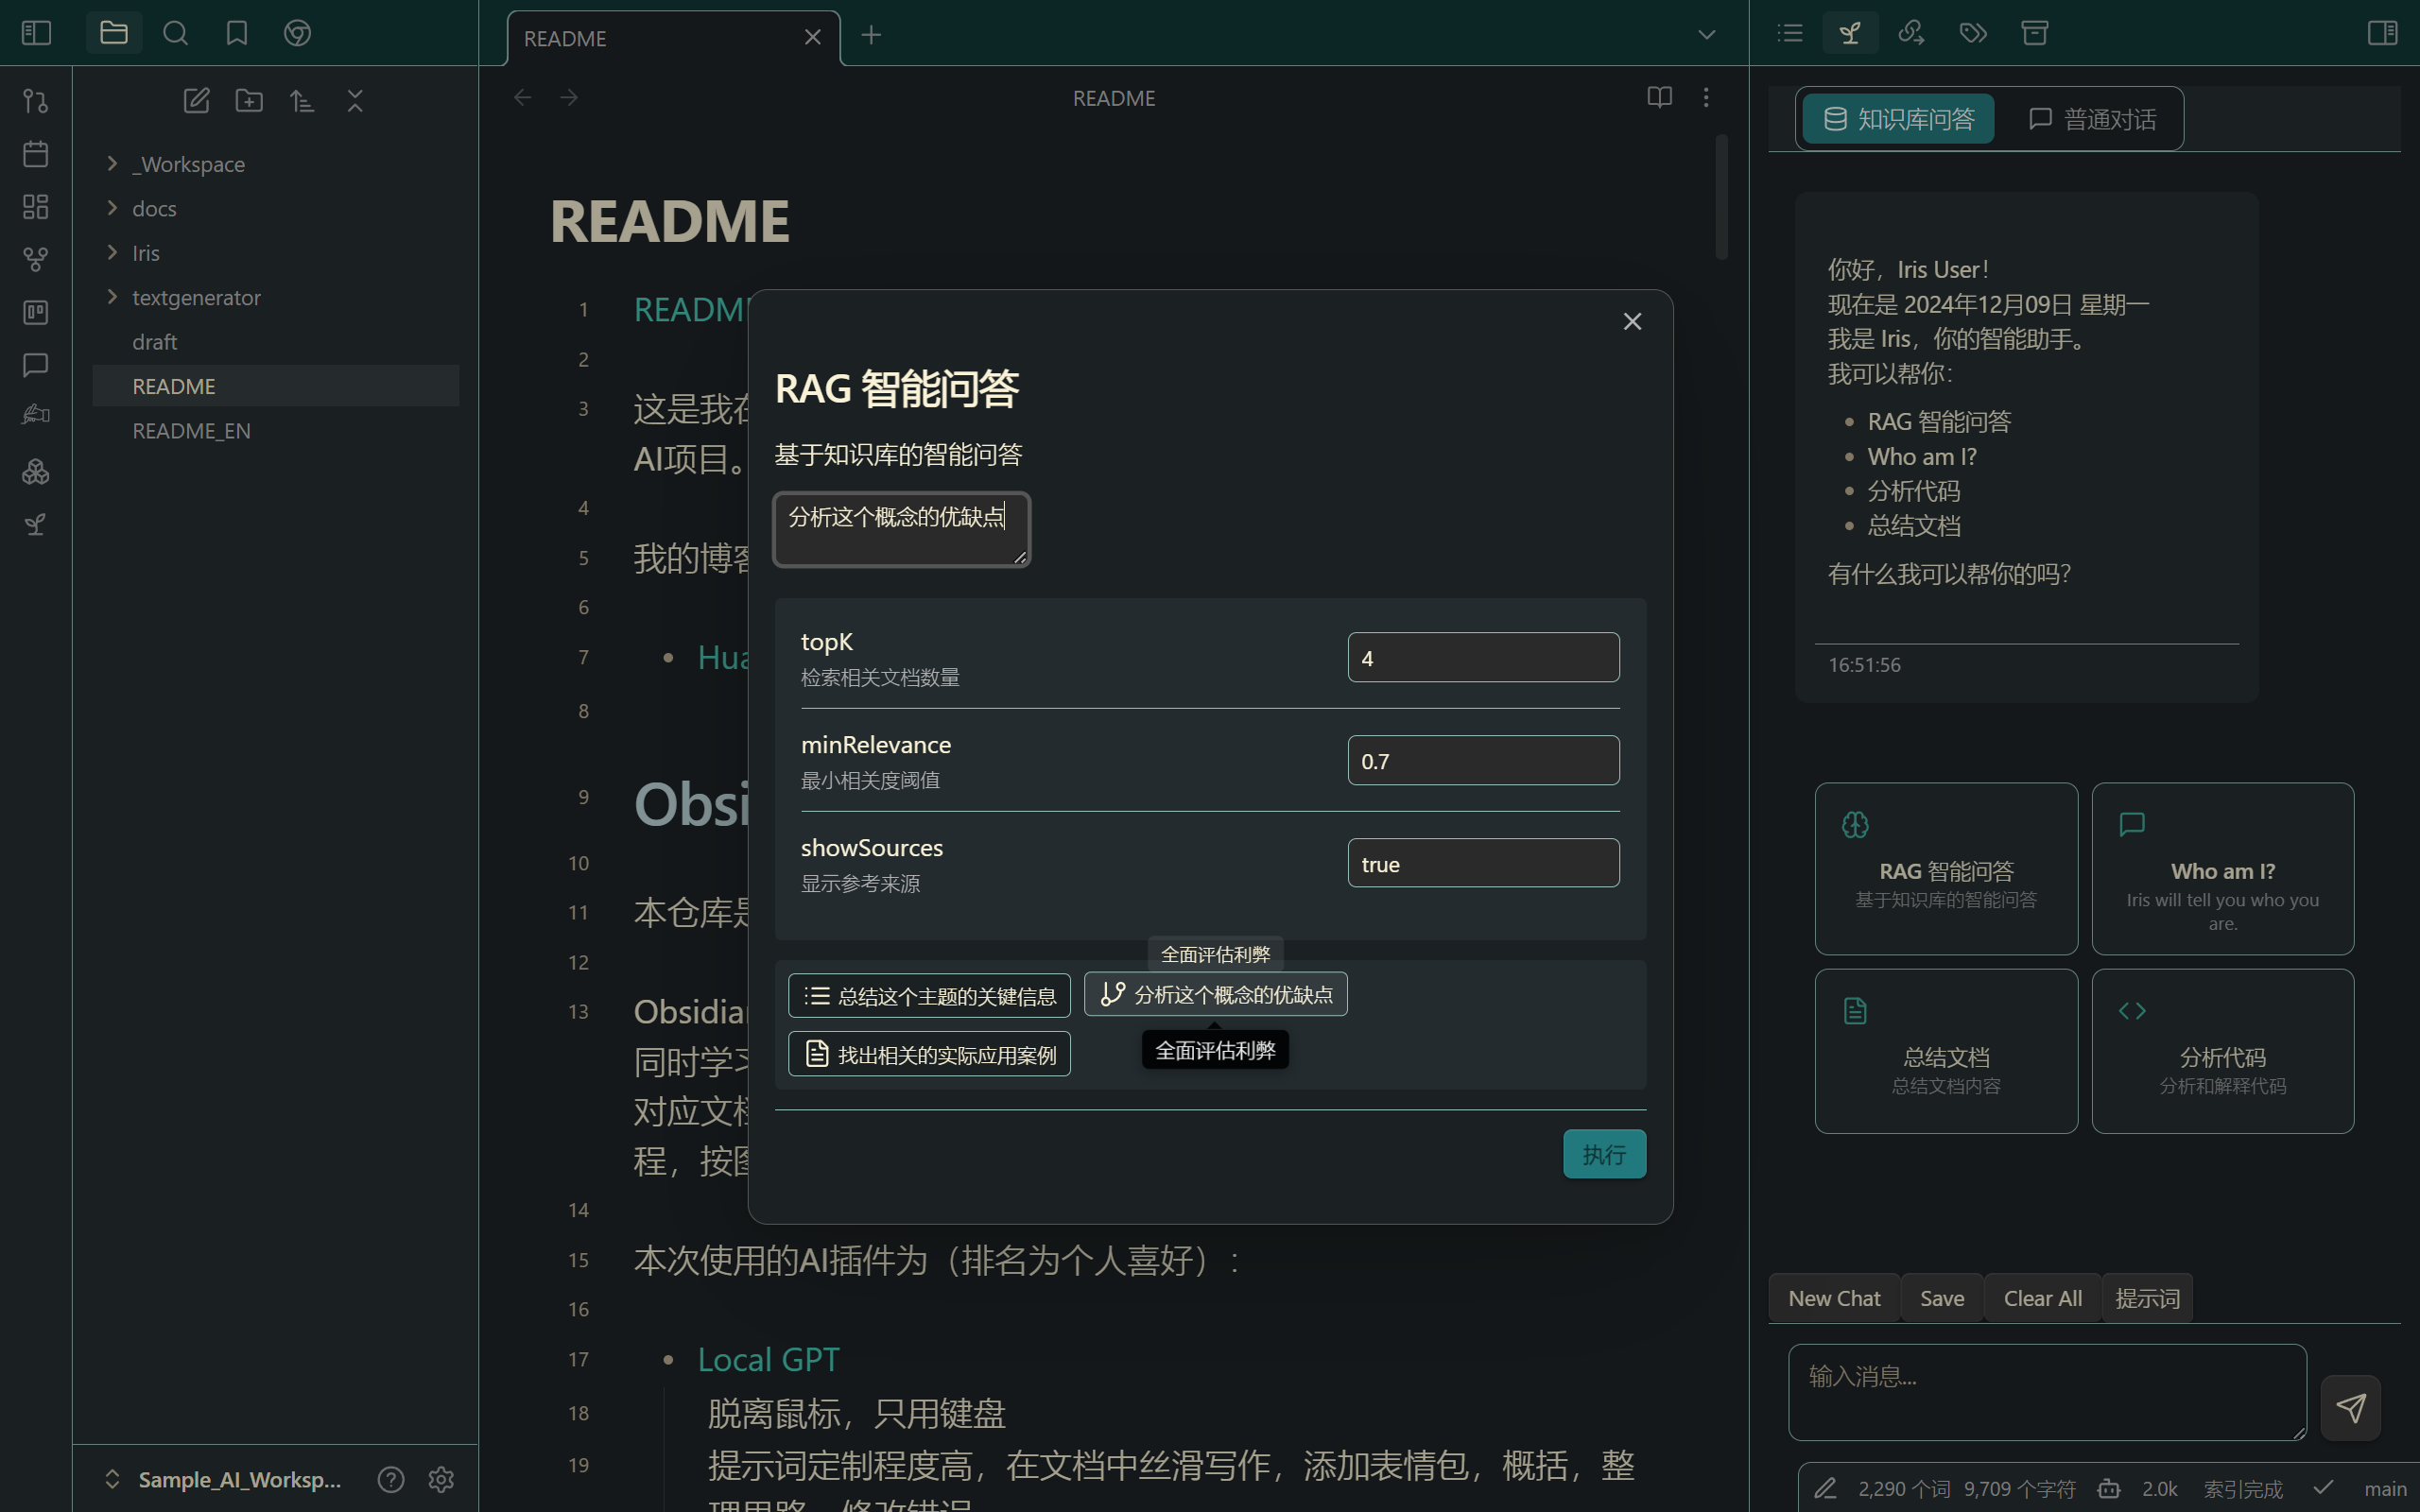 README
README
README
_Workspace
docs
Iris
textgenerator
draft
README
README_EN
Sample_AI_Worksp...
1
2
3 这是我在
AI项目。
4
5 我的博客
6
7
8
9 Obsi
10
11 本仓库是
12
13 Obsidian
同时学习
对应文档
程，按图
14
15 本次使用的AI插件为（排名为个人喜好）：
16
17 Local GPT
18 脱离鼠标，只用键盘
19 提示词定制程度高，在文档中丝滑写作，添加表情包，概括，整
理思路，修改错误
RAG 智能问答
基于知识库的智能问答
分析这个概念的优缺点
topK
4
检索相关文档数量
minRelevance
0.7
最小相关度阈值
showSources
true
显示参考来源
全面评估利弊
总结这个主题的关键信息
分析这个概念的优缺点
找出相关的实际应用案例
全面评估利弊
执行
知识库问答
普通对话
你好，Iris User！
现在是 2024年12月09日 星期一
我是 Iris，你的智能助手。
我可以帮你：
RAG 智能问答
Who am I?
分析代码
总结文档
有什么我可以帮你的吗？
16:51:56
RAG 智能问答
基于知识库的智能问答
Who am I?
Iris will tell you who you
are.
总结文档
总结文档内容
分析代码
分析和解释代码
New Chat
Save
Clear All
提示词
输入消息...
2,290 个词
9,709 个字符
2.0k
索引完成
main